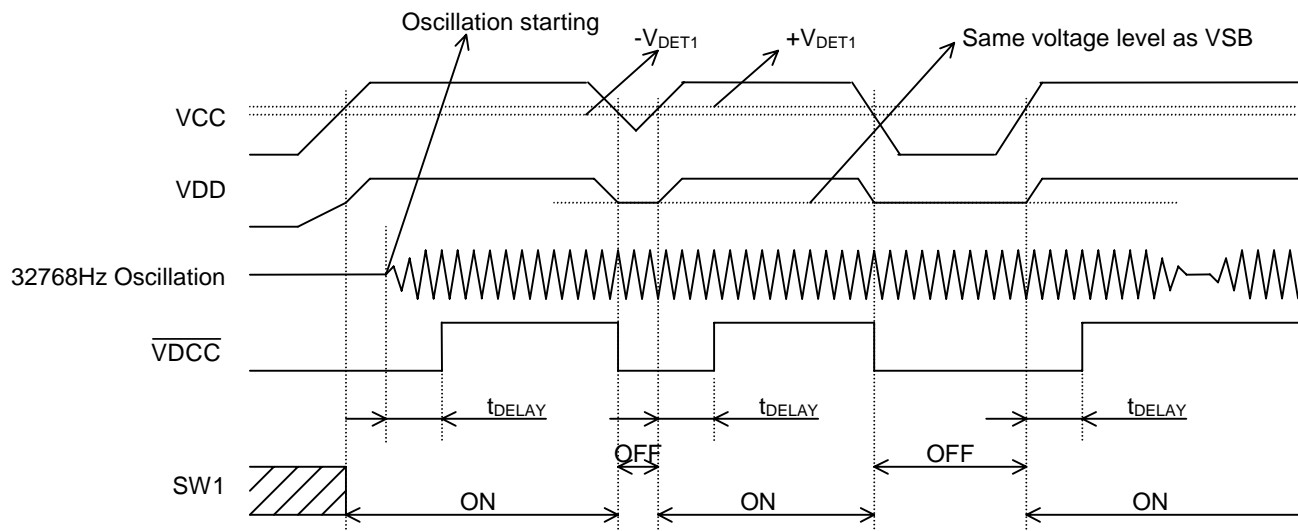 Oscillation starting
-VDET1
+VDET1
Same voltage level as VSB
VCC
VDD
32768Hz Oscillation
VDCC
tDELAY
tDELAY
tDELAY
OFF
OFF
SW1
ON
ON
ON